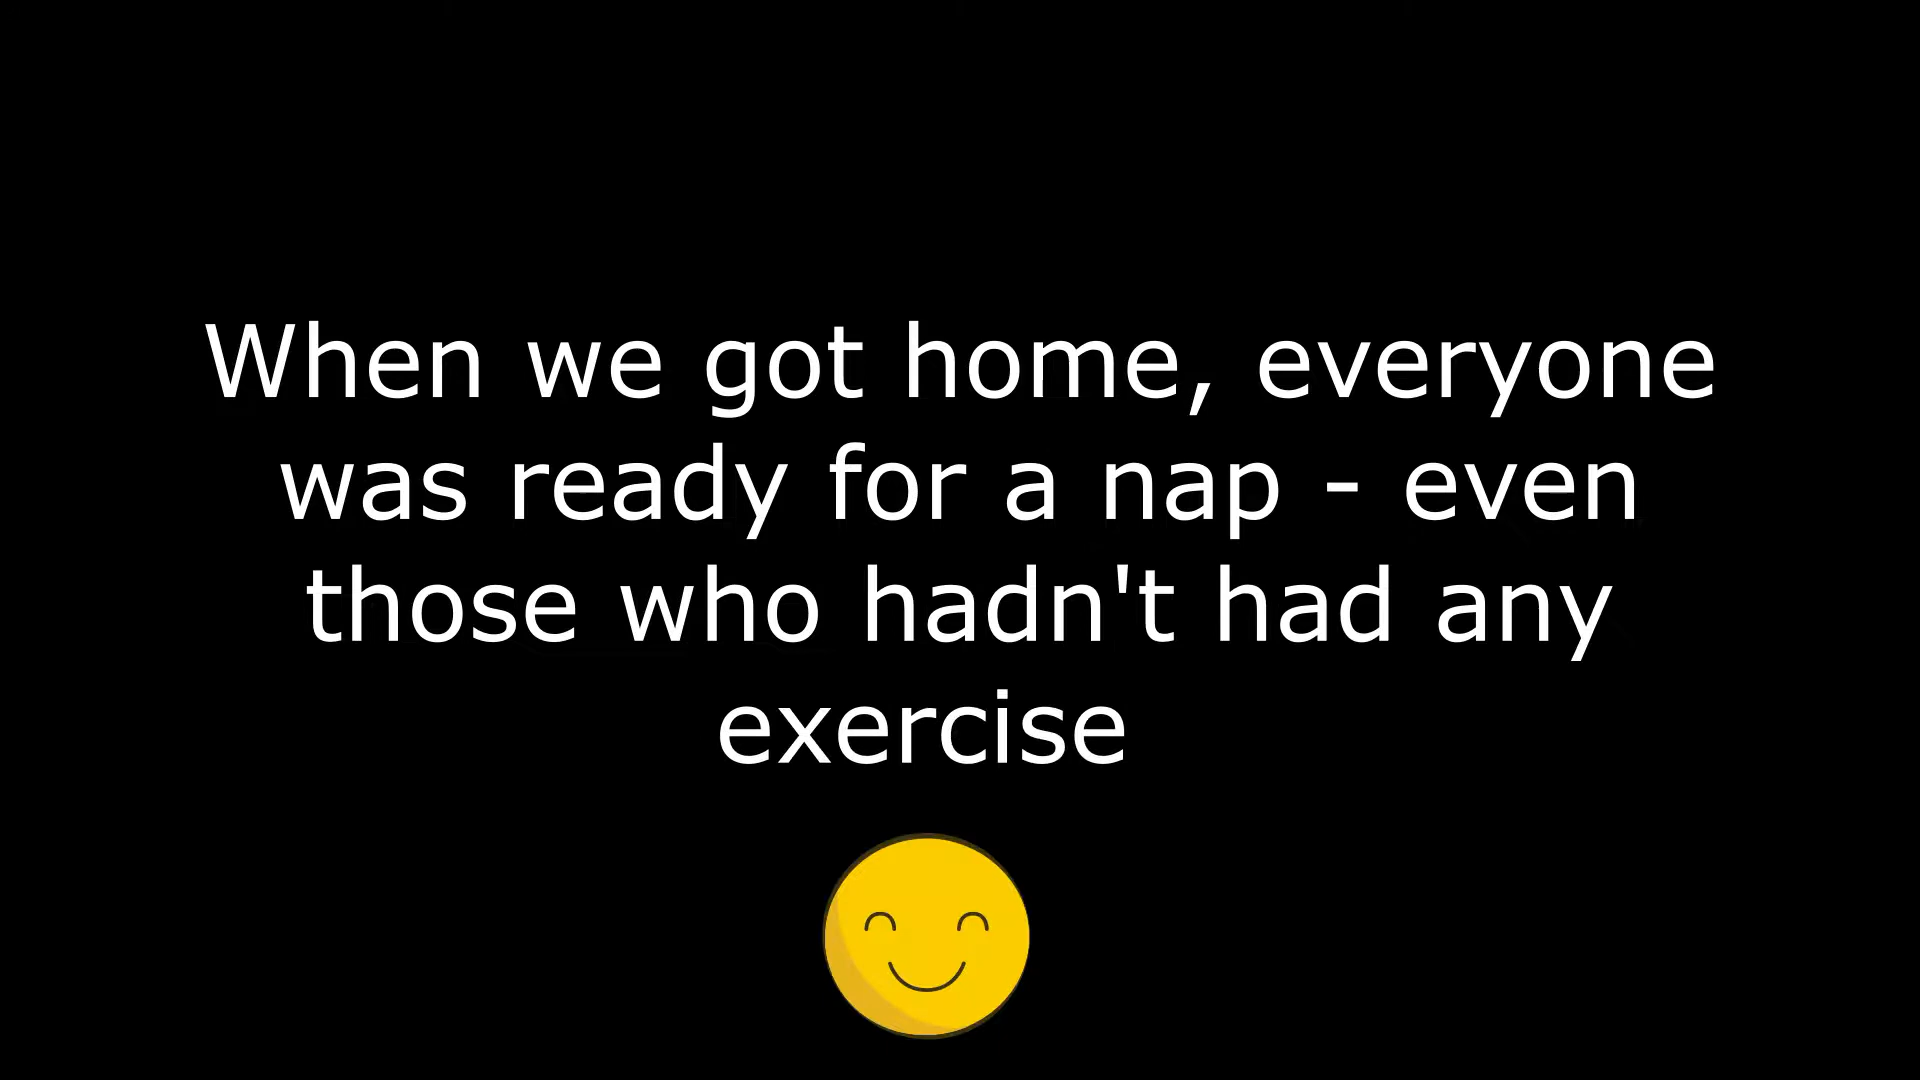 When we got home, everyone
was ready for a nap - even
those who hadn't had any
exercise